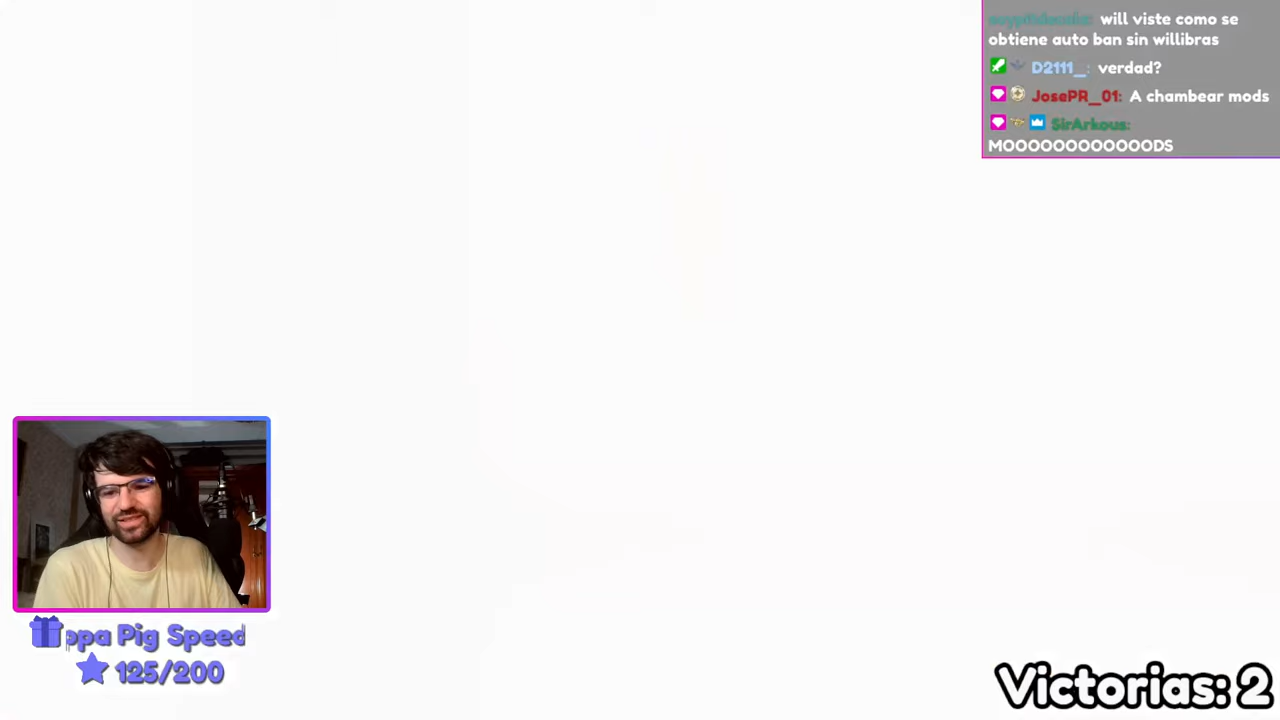 will viste como se
obtiene auto ban sin willibras
D2111_: verdad?
JosePR_01: A chambear mods
SirArkous:
MOOOOOOOOOOOODS
ppa Pig Speed
125/200
Victorias: 2